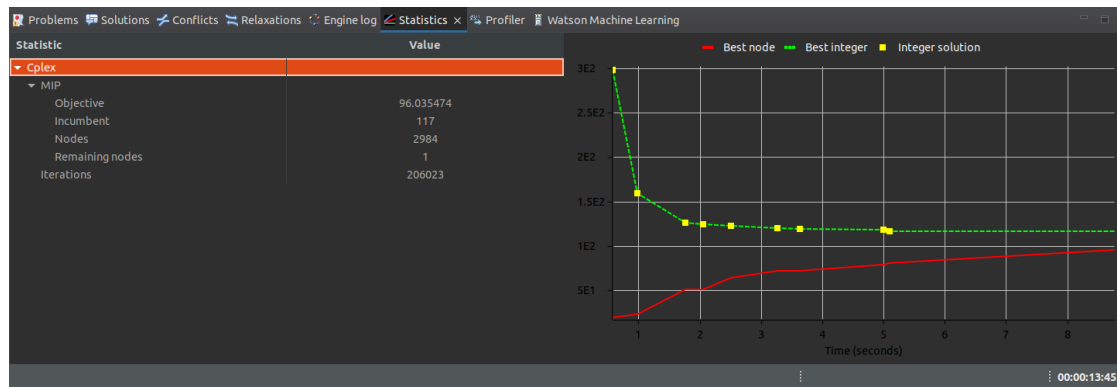 Problems Solutions Conflicts Relaxations Engine log Statistics × Profiler Watson Machine Learning
Statistic Value
Cplex
MIP
Objective 96.035474
Incumbent 117
Nodes 2984
Remaining nodes 1
Iterations 206023
Best node Best integer Integer solution
3E2
2.5E2
2E2
1.5E2
1E2
5E1
1 2 3 4 5 6 7 8
Time (seconds)
00:00:13:45